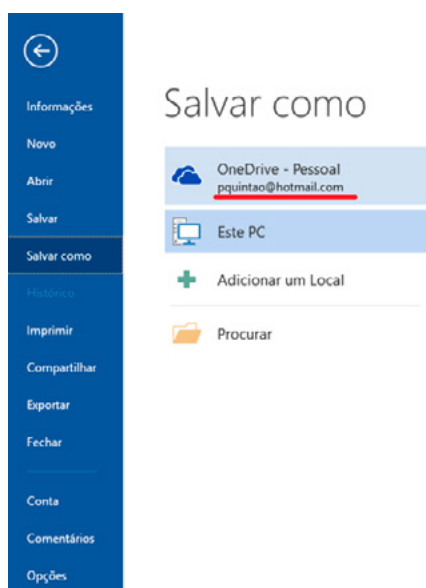 Informações
Novo
Abrir
Salvar
Salvar como
Histórico
Imprimir
Compartilhar
Exportar
Fechar
Conta
Comentários
Opções
Salvar como
OneDrive - Pessoal
pquintao@hotmail.com
Este PC
Adicionar um Local
Procurar